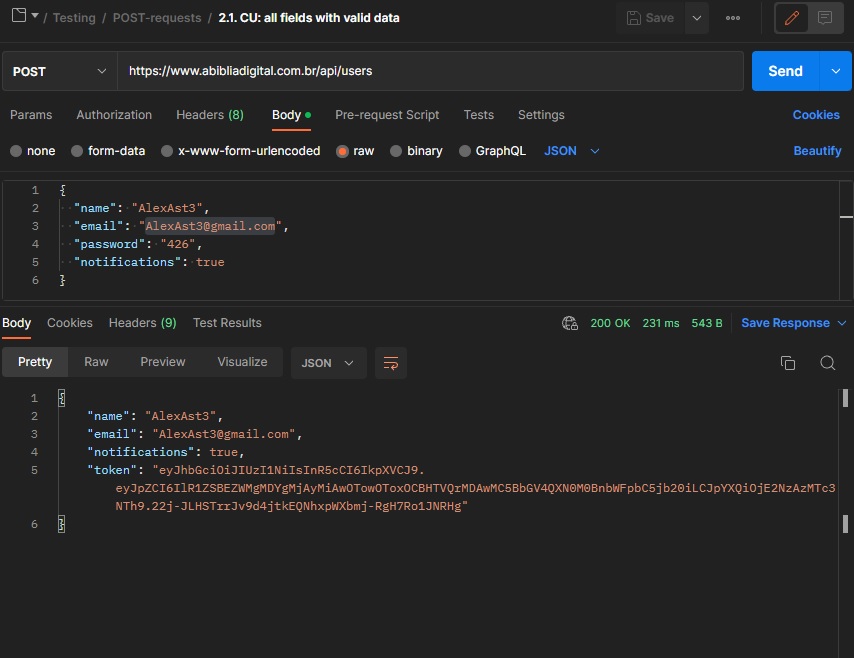 / Testing / POST-requests / 2.1. CU: all fields with valid data
Save
POST
https://www.abibliadigital.com.br/api/users
Send
Params Authorization Headers (8) Body Pre-request Script Tests Settings Cookies
none form-data x-www-form-urlencoded raw binary GraphQL JSON Beautify
1 {
2 "name": "AlexAst3",
3 "email": "AlexAst3@gmail.com",
4 "password": "426",
5 "notifications": true
6 }
Body Cookies Headers (9) Test Results 200 OK 231 ms 543 B Save Response
Pretty Raw Preview Visualize JSON
1 {
2 "name": "AlexAst3",
3 "email": "AlexAst3@gmail.com",
4 "notifications": true,
5 "token": "eyJhbGciOiJIUzI1NiIsInR5cCI6IkpXVCJ9.
eyJpZCI6IlR1ZSBEZWMgMDYgMjAyMiAwOTowOToxOCBHTVQrMDAwMC5BbGV4QXN0M0BnbWFpbC5jb20iLCJpYXQiOjE2NzAzMTc3
NTh9.22j-JLHSTrrJv9d4jtkEQNhxpWXbmj-RgH7Ro1JNRHg"
6 }